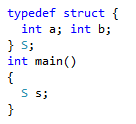 typedef struct {
  int a; int b;
} S;
int main()
{
  S s;
}